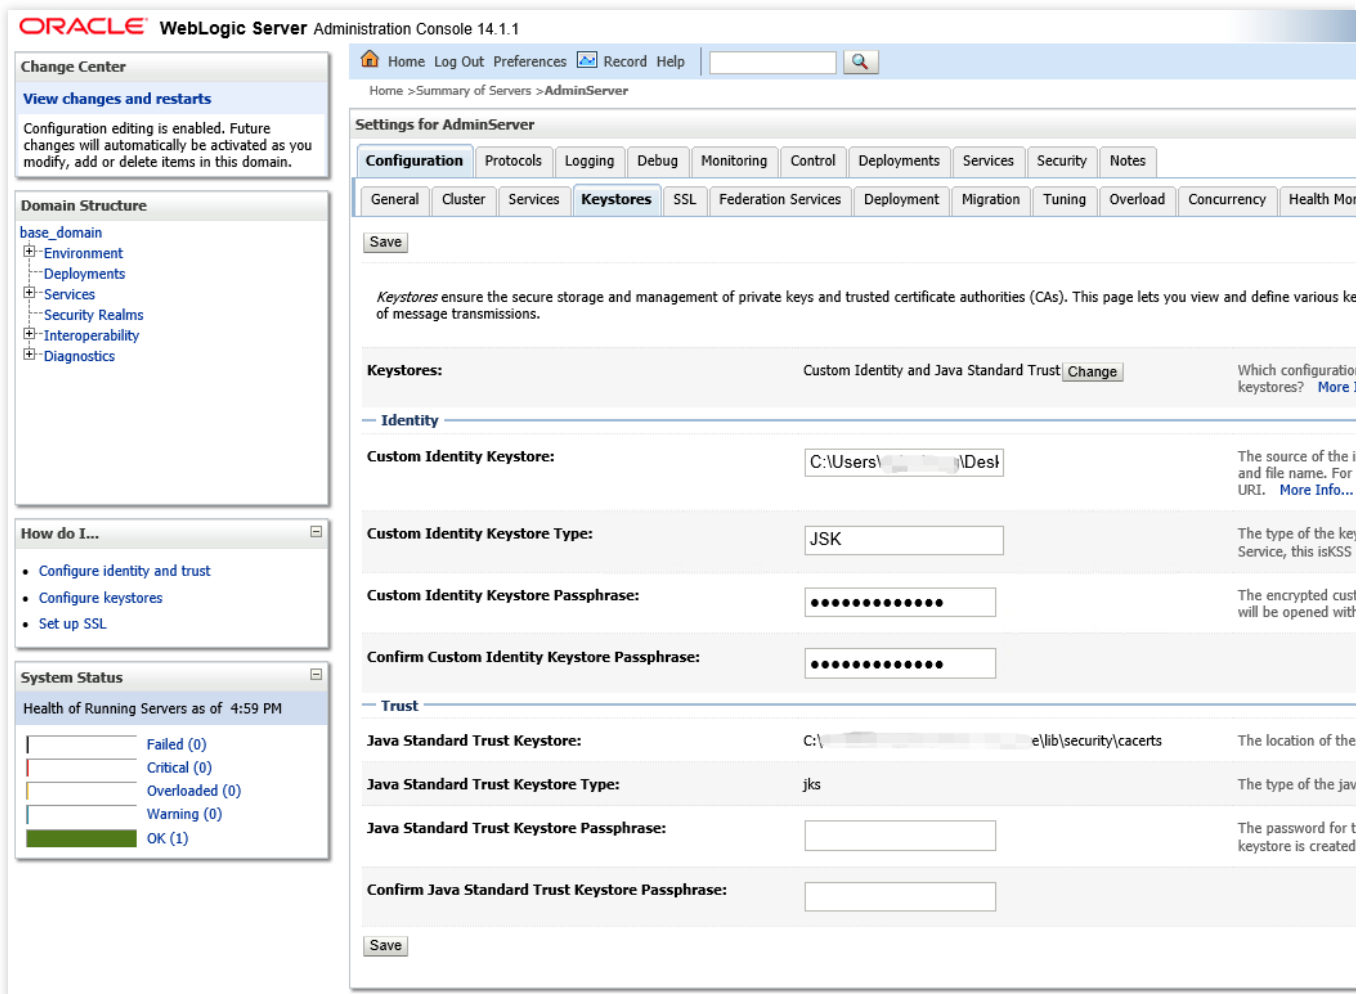 ORACLE WebLogic Server Administration Console 14.1.1
Change Center
View changes and restarts
Configuration editing is enabled. Future
changes will automatically be activated as you
modify, add or delete items in this domain.
Domain Structure
base_domain
Environment
Deployments
Services
Security Realms
Interoperability
Diagnostics
How do I...
Configure identity and trust
Configure keystores
Set up SSL
System Status
Health of Running Servers as of 4:59 PM
Failed (0)
Critical (0)
Overloaded (0)
Warning (0)
OK (1)
Home Log Out Preferences Record Help
Home >Summary of Servers >AdminServer
Settings for AdminServer
Configuration Protocols Logging Debug Monitoring Control Deployments Services Security Notes
General Cluster Services Keystores SSL Federation Services Deployment Migration Tuning Overload Concurrency Health Mor
Save
Keystores ensure the secure storage and management of private keys and trusted certificate authorities (CAs). This page lets you view and define various ke
of message transmissions.
Keystores: Custom Identity and Java Standard Trust Change
Which configuration
keystores? More I
Identity
Custom Identity Keystore: C:\Users\ \Desk
The source of the i
and file name. For
URI. More Info...
Custom Identity Keystore Type: JSK
The type of the key
Service, this isKSS
Custom Identity Keystore Passphrase: ●●●●●●●●●●●●●
The encrypted cust
will be opened with
Confirm Custom Identity Keystore Passphrase: ●●●●●●●●●●●●●
Trust
Java Standard Trust Keystore: C:\ e\lib\security\cacerts The location of the
Java Standard Trust Keystore Type: jks The type of the jav
Java Standard Trust Keystore Passphrase:
The password for t
keystore is created
Confirm Java Standard Trust Keystore Passphrase:
Save